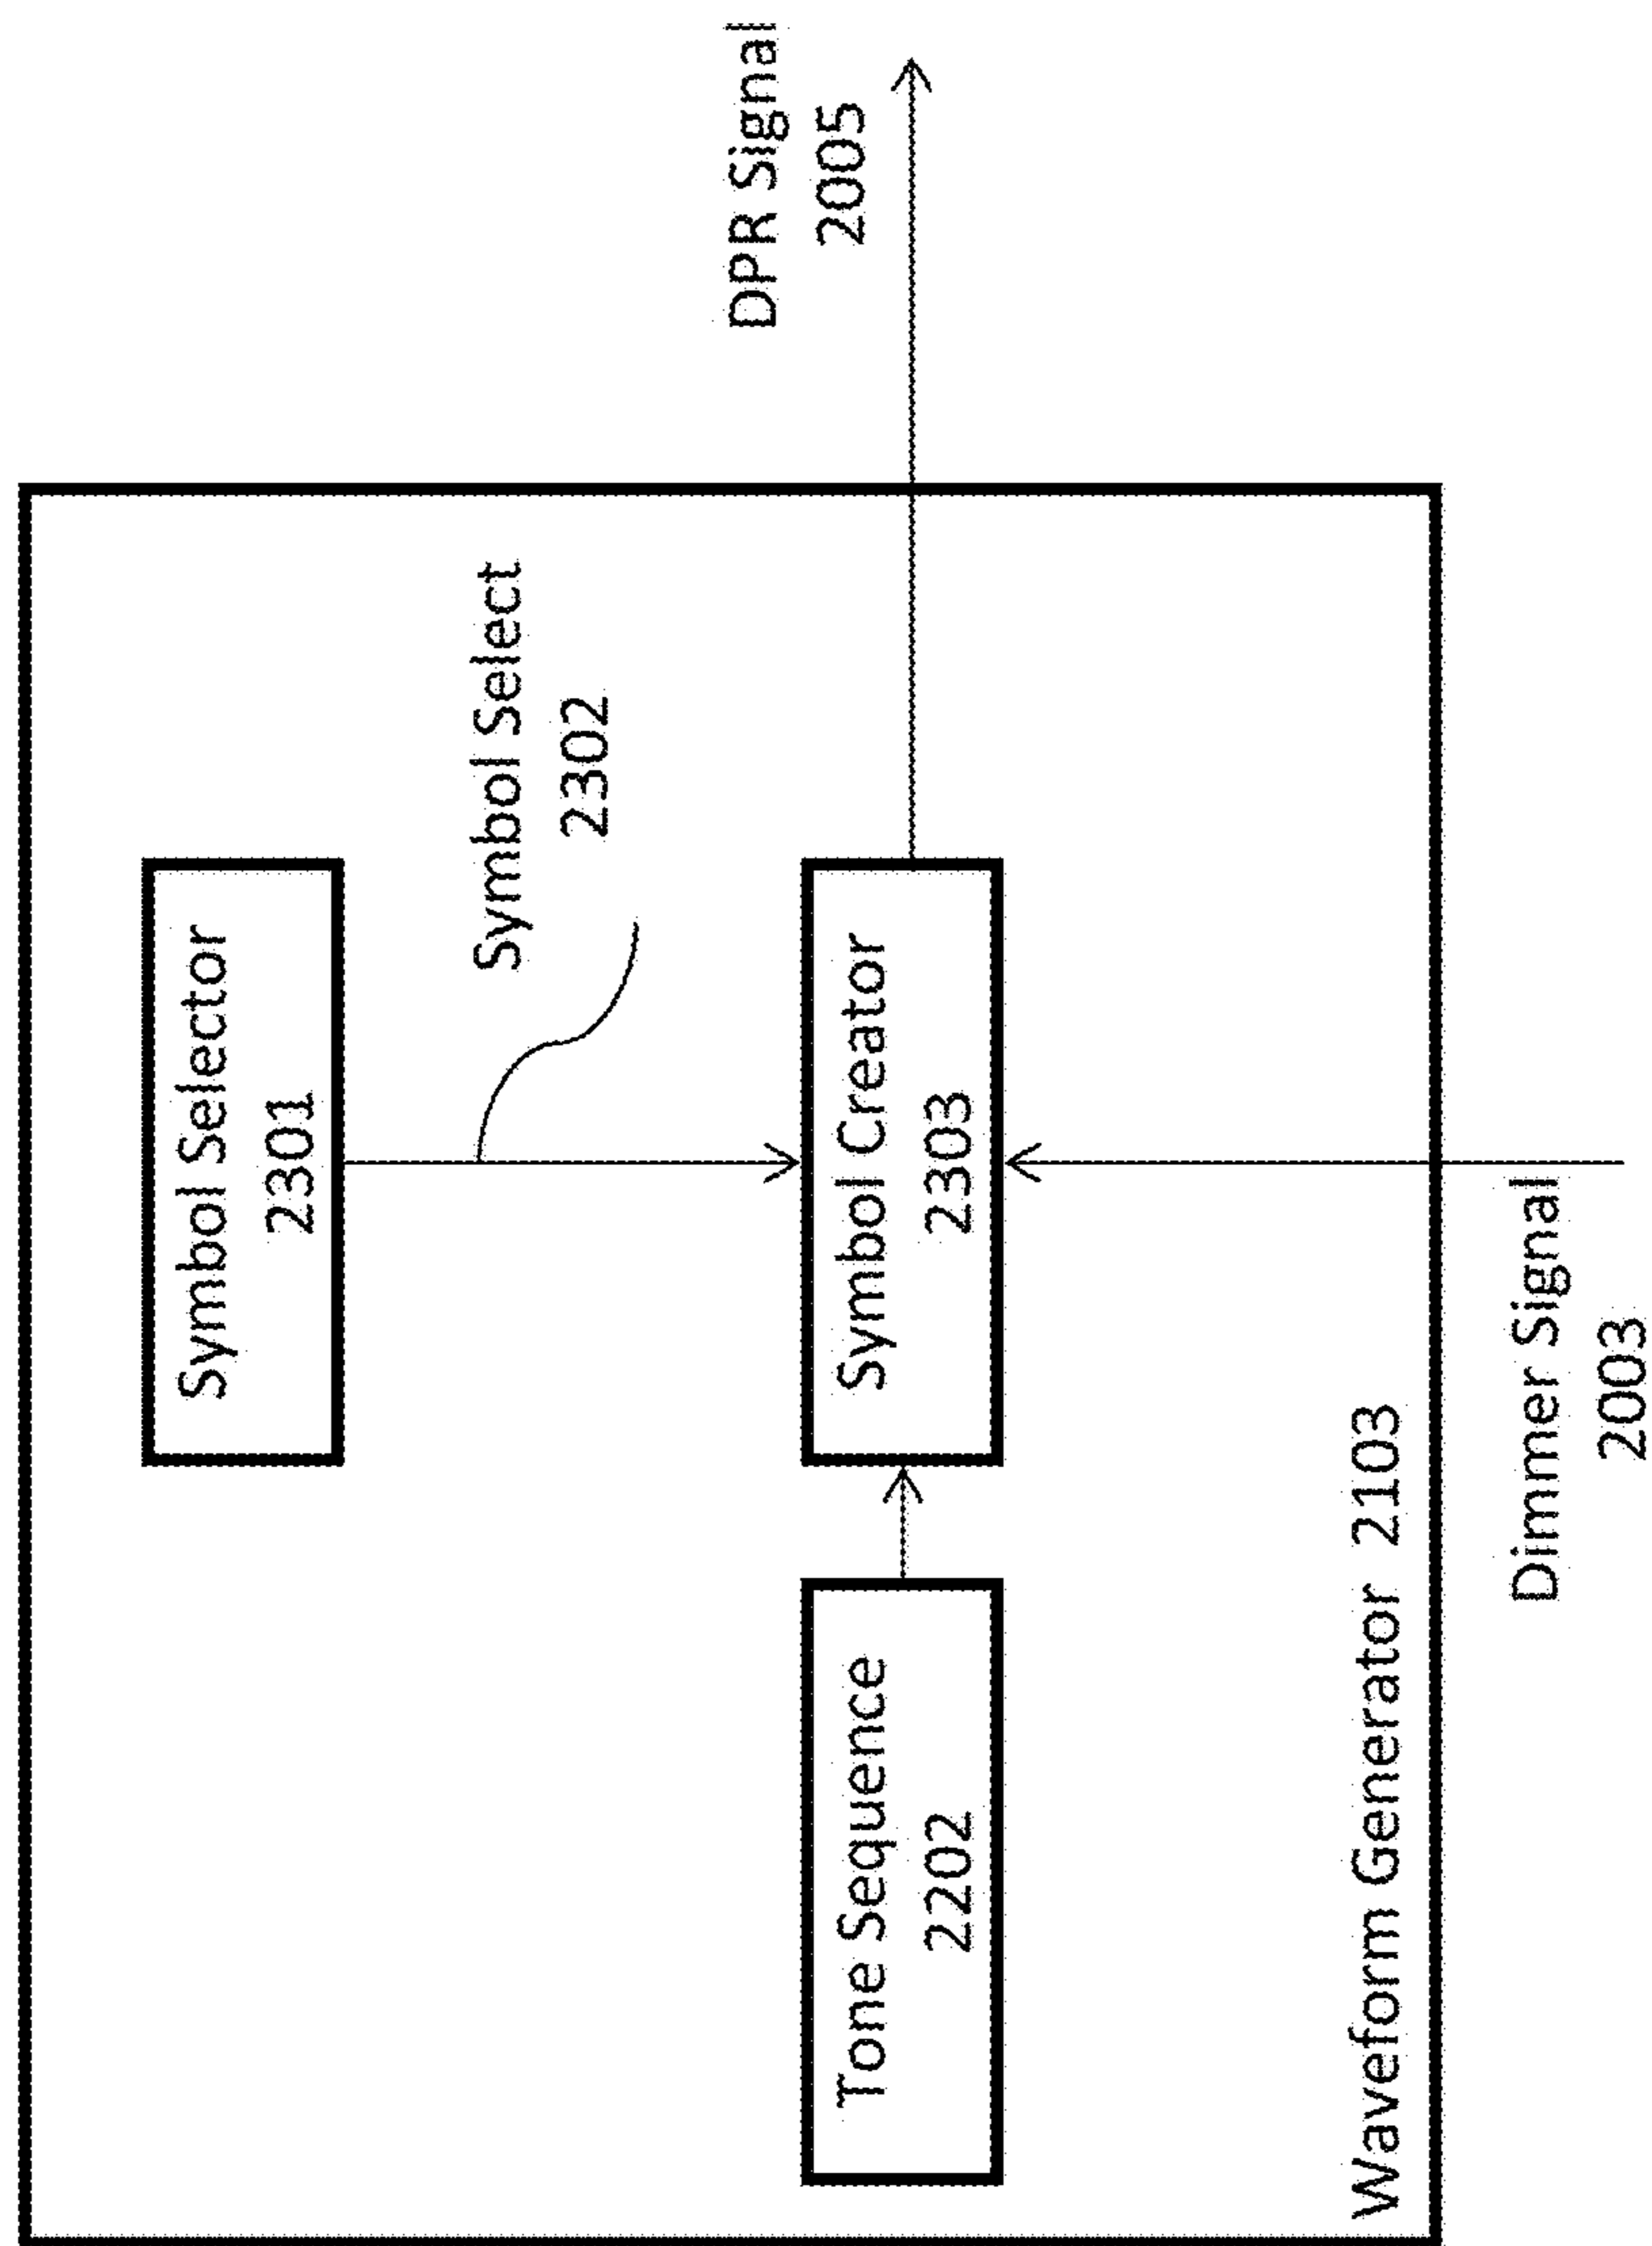 Symbol Selector
2301
Symbol Select
2302
DPR Signal
2005
Tone Sequence
2202
Symbol Creator
2303
Waveform Generator 2103
Dimmer Signal
2003